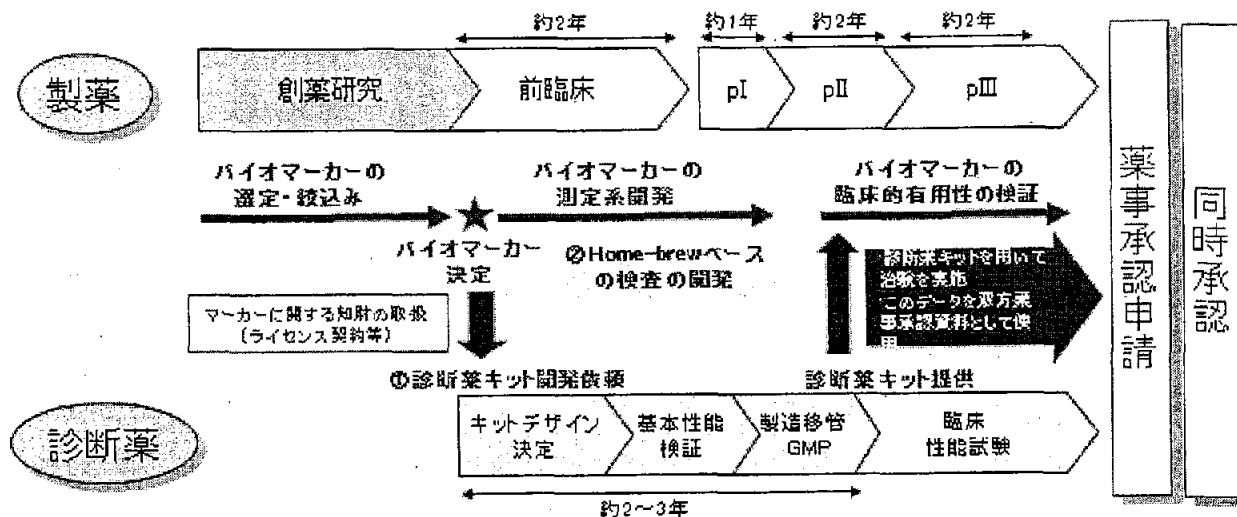 約2年
約1年
約2年
約2年
製薬
創薬研究
前臨床
pⅠ
pⅡ
pⅢ
バイオマーカーの
選定・絞込み
バイオマーカーの
測定系開発
バイオマーカーの
臨床的有用性の検証
バイオマーカー
決定
②Home-brewベース
の検査の開発
診断薬キットを用いて
治験を実施
このデータを双方薬
事承認資料として使
用
マーカーに関する知財の取扱
(ライセンス契約等)
①診断薬キット開発依頼
診断薬キット提供
診断薬
キットデザイン
決定
基本性能
検証
製造移管
GMP
臨床
性能試験
約2～3年
薬事承認申請
同時承認